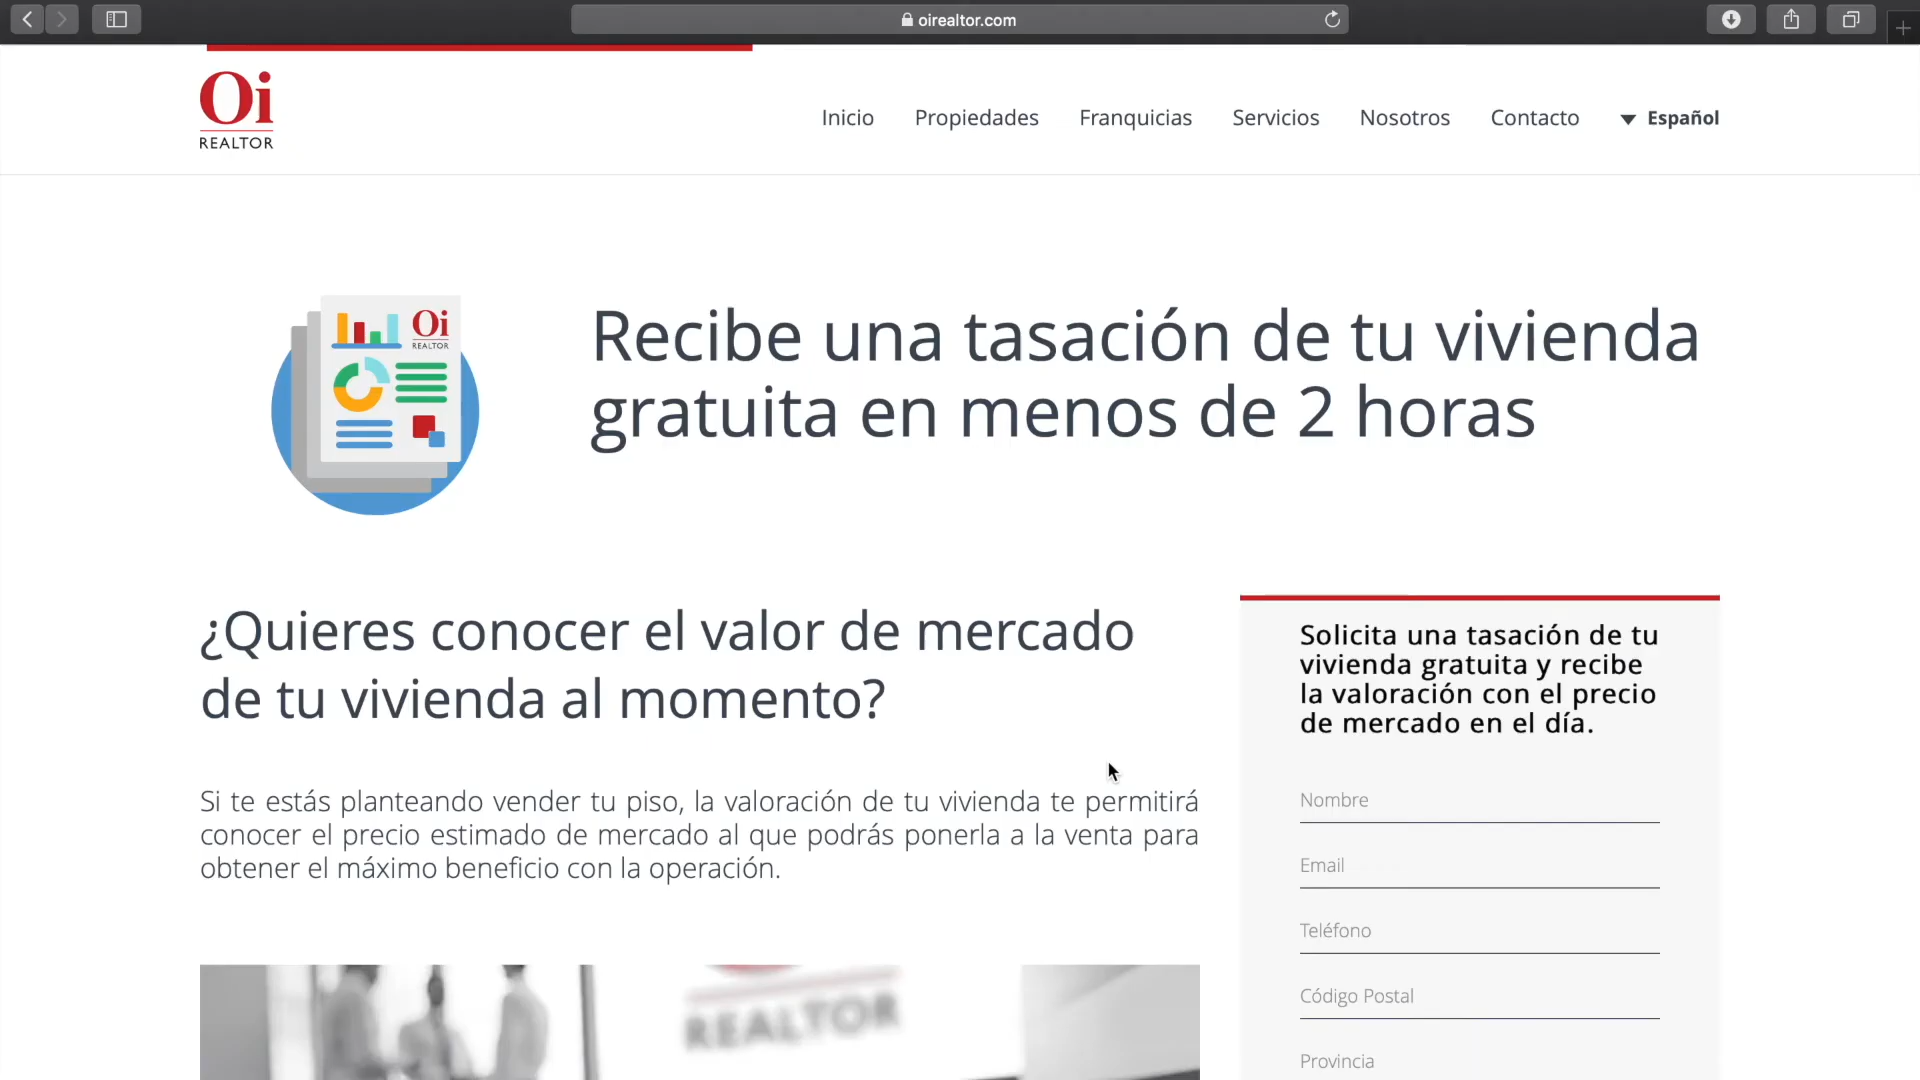 oirealtor.com
Oi
REALTOR
Inicio
Propiedades
Franquicias
Servicios
Nosotros
Contacto
Español
Oi
REALTOR
Recibe una tasación de tu vivienda
gratuita en menos de 2 horas
¿Quieres conocer el valor de mercado
de tu vivienda al momento?
Si te estás planteando vender tu piso, la valoración de tu vivienda te permitirá
conocer el precio estimado de mercado al que podrás ponerla a la venta para
obtener el máximo beneficio con la operación.
REALTOR
Solicita una tasación de tu
vivienda gratuita y recibe
la valoración con el precio
de mercado en el día.
Nombre
Email
Teléfono
Código Postal
Provincia